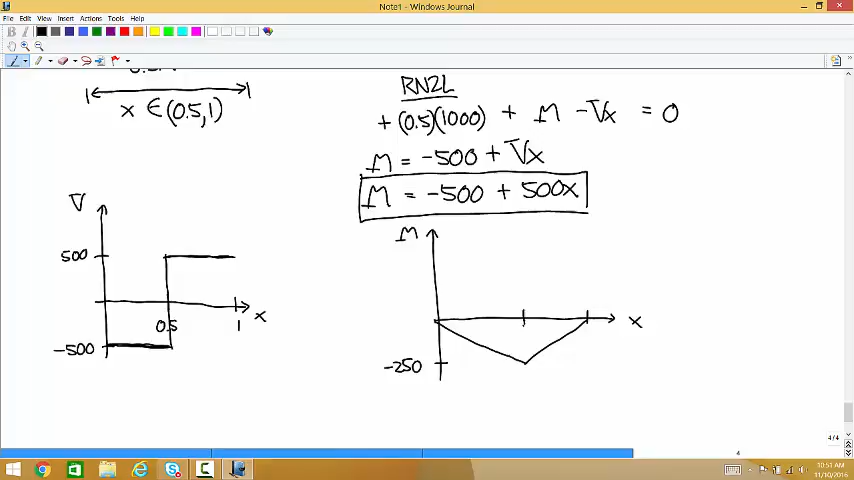 Note1 - Windows Journal
File Edit View Insert Actions Tools Help
RN2L
x ∈ (0.5,1)
+ (0.5)(1000) + M - Vx = 0
M = -500 + Vx
M = -500 + 500x
V
500
0.5
1
x
-500
M
x
-250
4/4
4
10:51 AM
11/10/2016